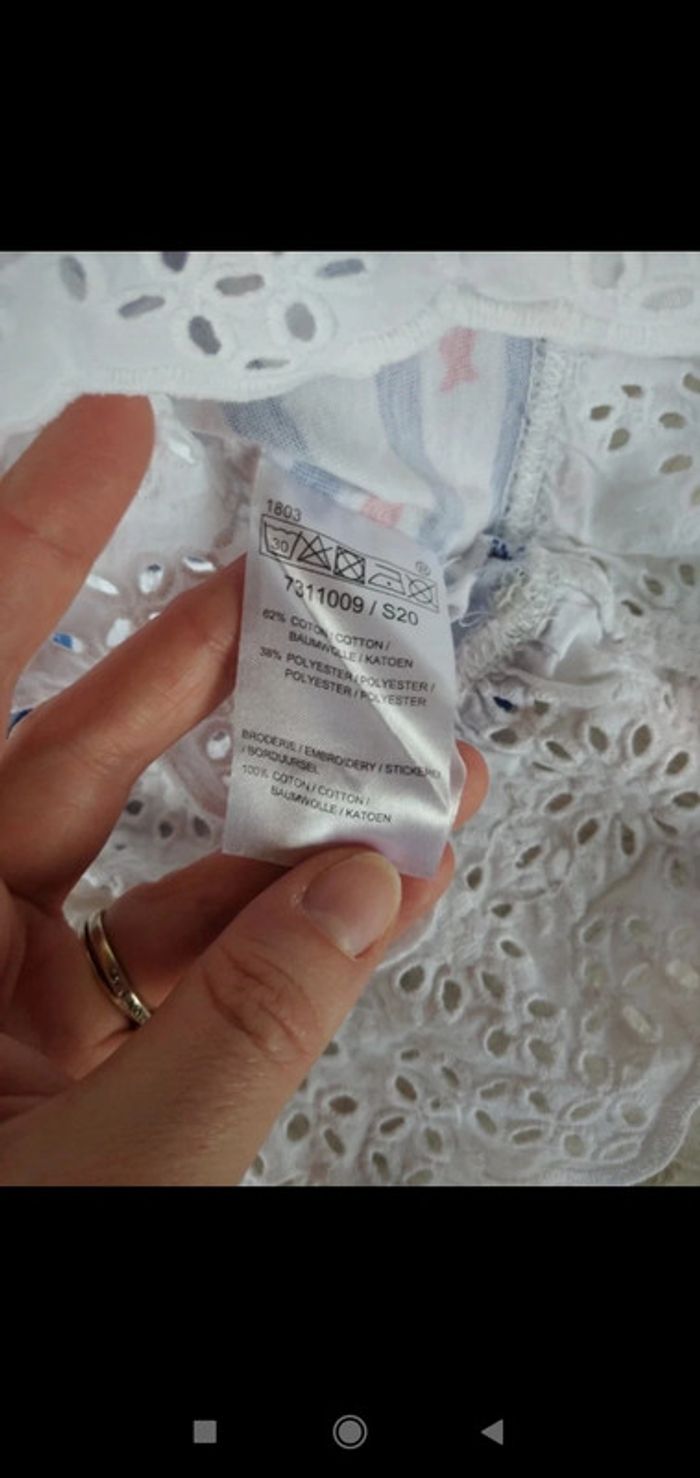 1803
30
®
7311009 / S20
62% COTON / COTTON /
BAUMWOLLE / KATOEN
38% POLYESTER / POLYESTER /
POLYESTER / POLYESTER
BRODERIE / EMBROIDERY /
/ BORDUURSEL
100% COTON / COTTON /
BAUMWOLLE / KATOEN